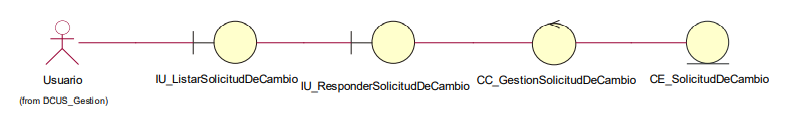 Usuario
(from DCUS_Gestion)
IU_ListarSolicitudDeCambio
IU_ResponderSolicitudDeCambio
CC_GestionSolicitudDeCambio
CE_SolicitudDeCambio